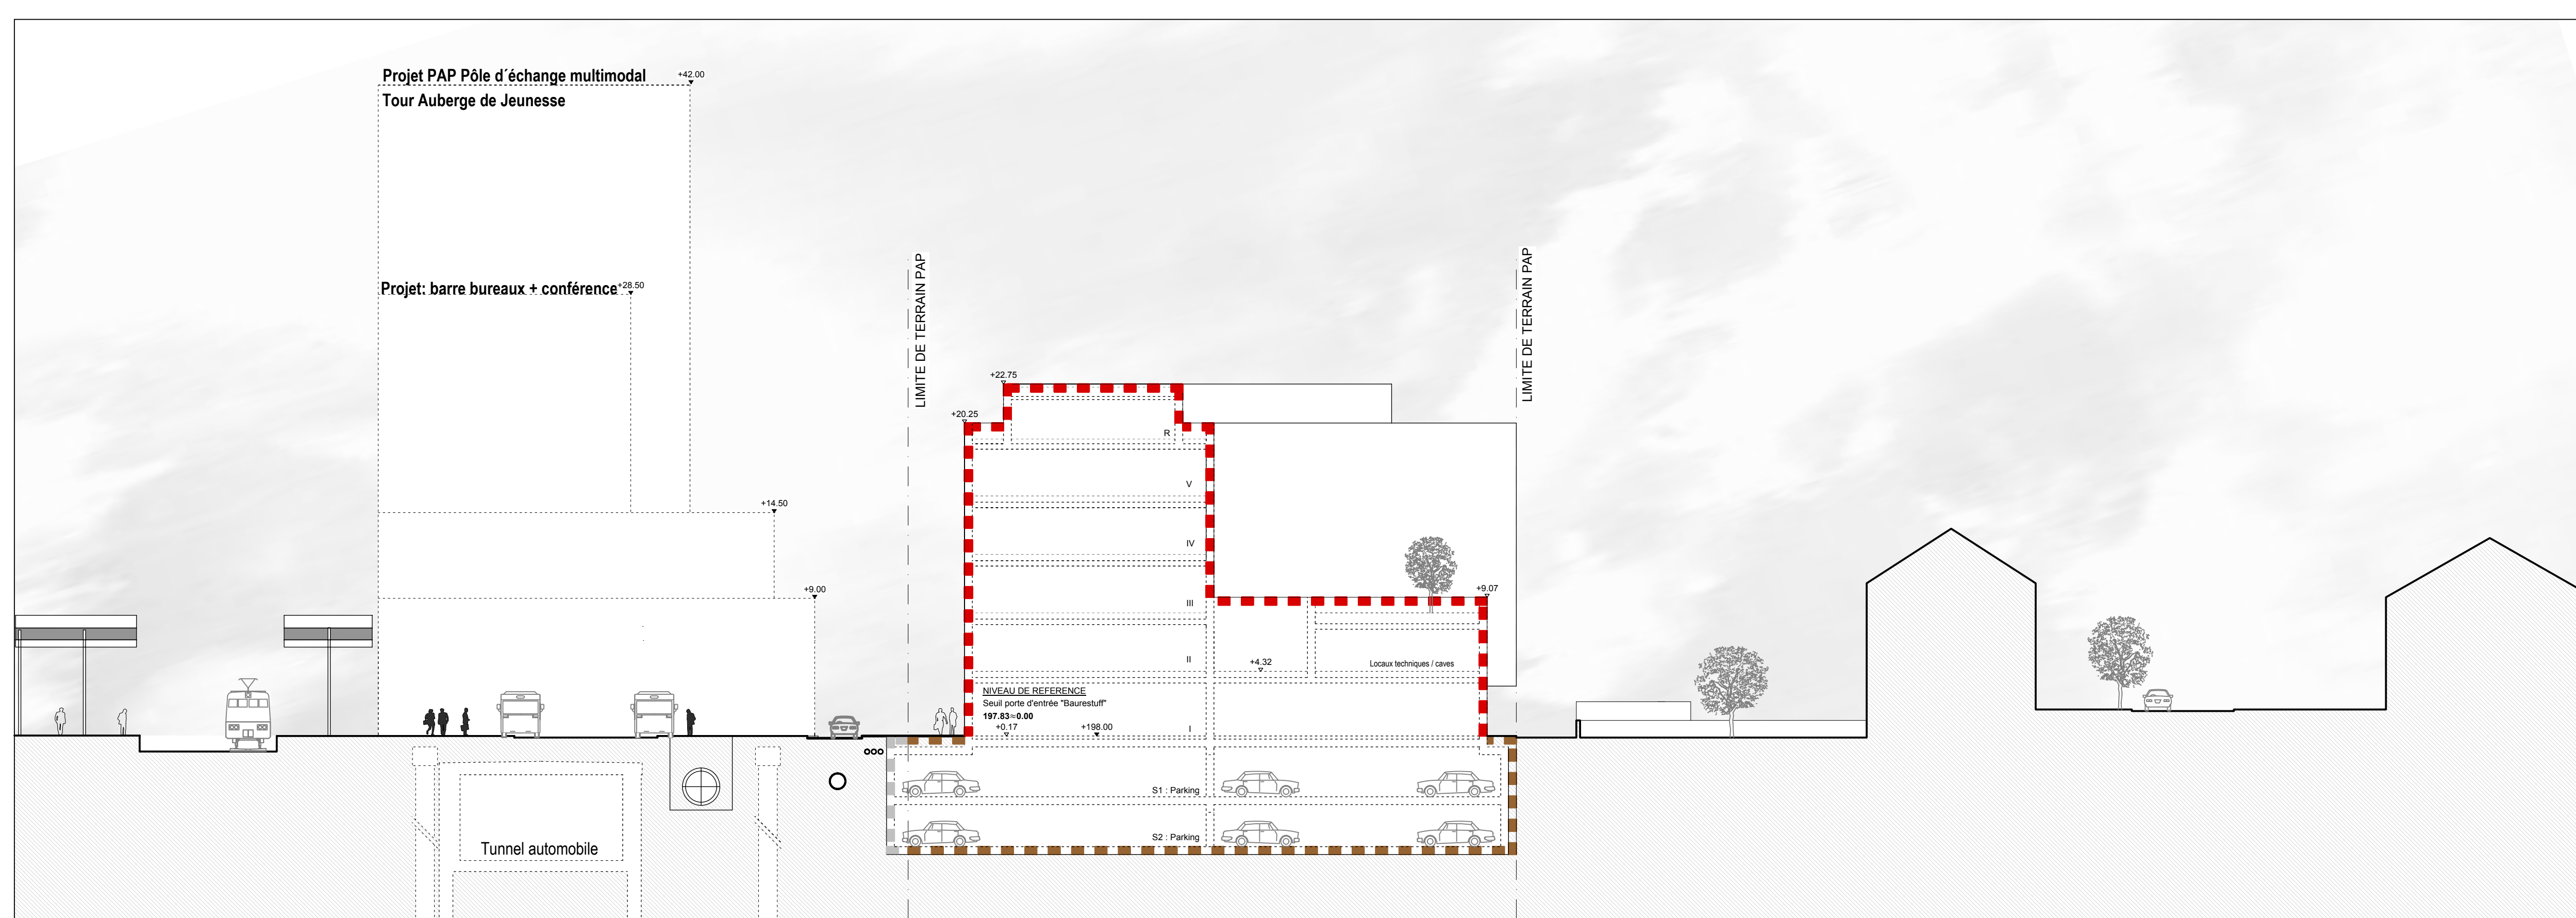 Projet PAP Pôle d´échange multimodal
+42.00
Tour Auberge de Jeunesse
Projet: barre bureaux + conférence
+28.50
LIMITE DE TERRAIN PAP
LIMITE DE TERRAIN PAP
+22.75
+20.25
R
V
+14.50
IV
+9.00
III
+9.07
II
+4.32
Locaux techniques / caves
NIVEAU DE REFERENCE
Seuil porte d'entrée "Baurestuff"
197.83≈0.00
+0.17
+198.00
I
S1 : Parking
S2 : Parking
Tunnel automobile